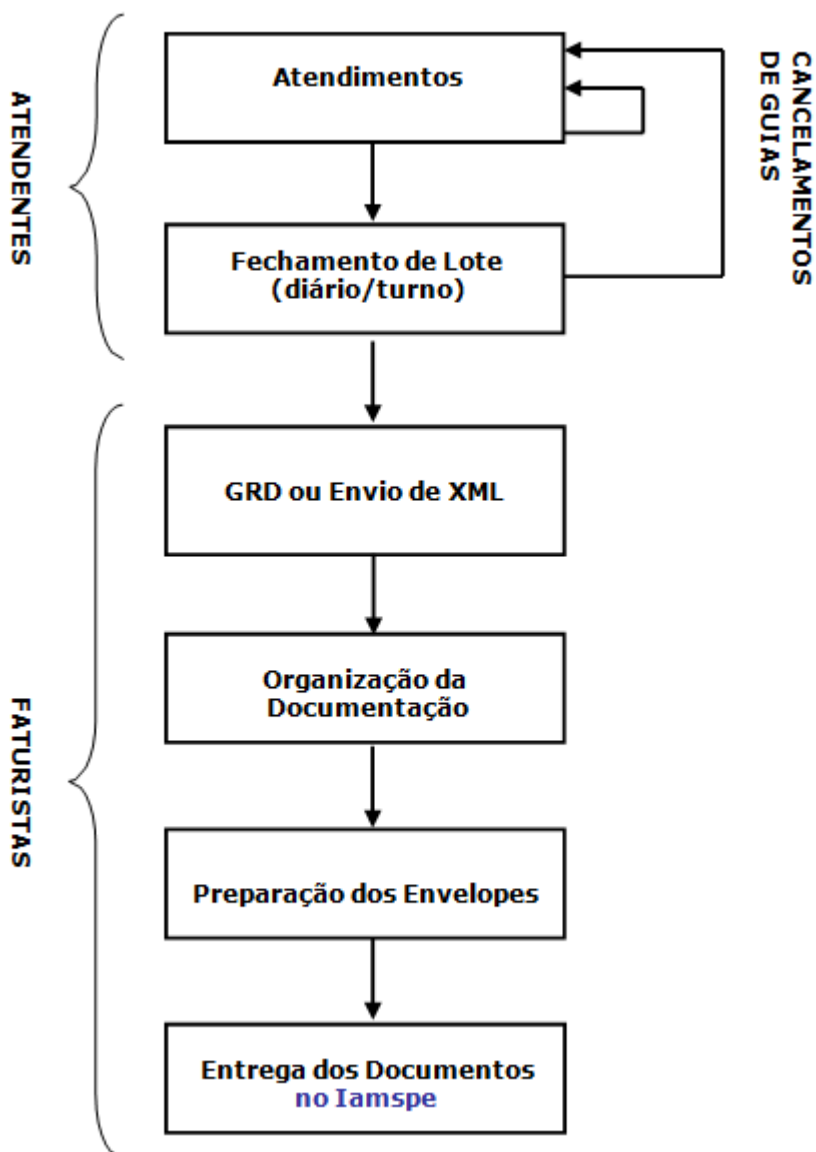 ATENDENTES
Atendimentos
CANCELAMENTOS
DE GUIAS
Fechamento de Lote
(diário/turno)
FATURISTAS
GRD ou Envio de XML
Organização da
Documentação
Preparação dos Envelopes
Entrega dos Documentos
no Iamspe